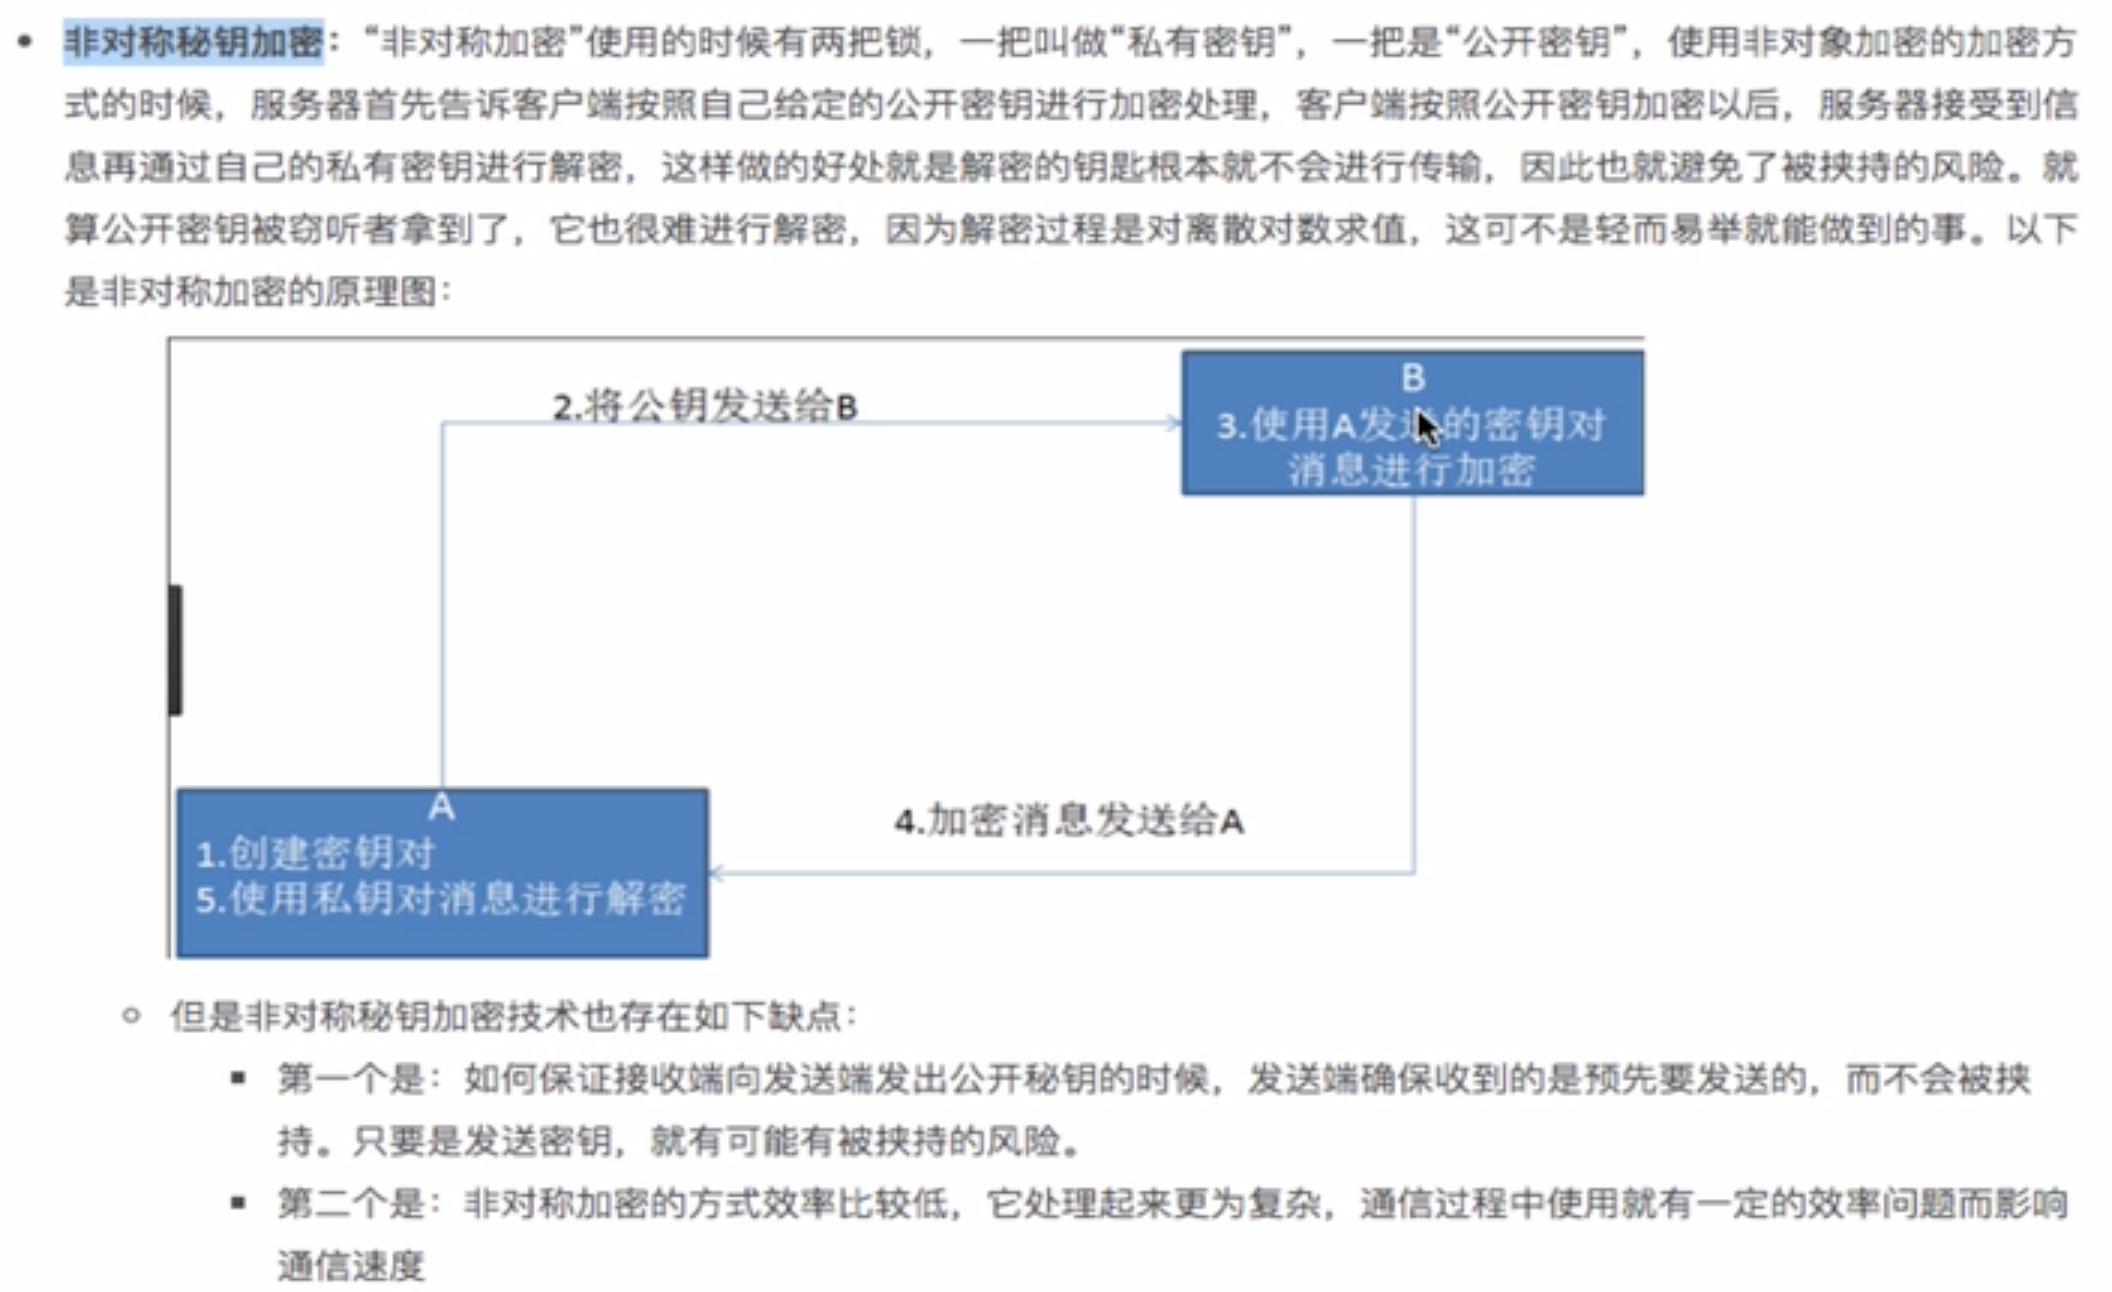 • 非对称秘钥加密：“非对称加密”使用的时候有两把锁，一把叫做“私有密钥”，一把是“公开密钥”，使用非对象加密的加密方
式的时候，服务器首先告诉客户端按照自己给定的公开密钥进行加密处理，客户端按照公开密钥加密以后，服务器接受到信
息再通过自己的私有密钥进行解密，这样做的好处就是解密的钥匙根本就不会进行传输，因此也就避免了被挟持的风险。就
算公开密钥被窃听者拿到了，它也很难进行解密，因为解密过程是对离散对数求值，这可不是轻而易举就能做到的事。以下
是非对称加密的原理图：
2.将公钥发送给B
B
3.使用A发送的密钥对
消息进行加密
A
1.创建密钥对
5.使用私钥对消息进行解密
4.加密消息发送给A
但是非对称秘钥加密技术也存在如下缺点：
第一个是：如何保证接收端向发送端发出公开秘钥的时候，发送端确保收到的是预先要发送的，而不会被挟
持。只要是发送密钥，就有可能有被挟持的风险。
第二个是：非对称加密的方式效率比较低，它处理起来更为复杂，通信过程中使用就有一定的效率问题而影响
通信速度